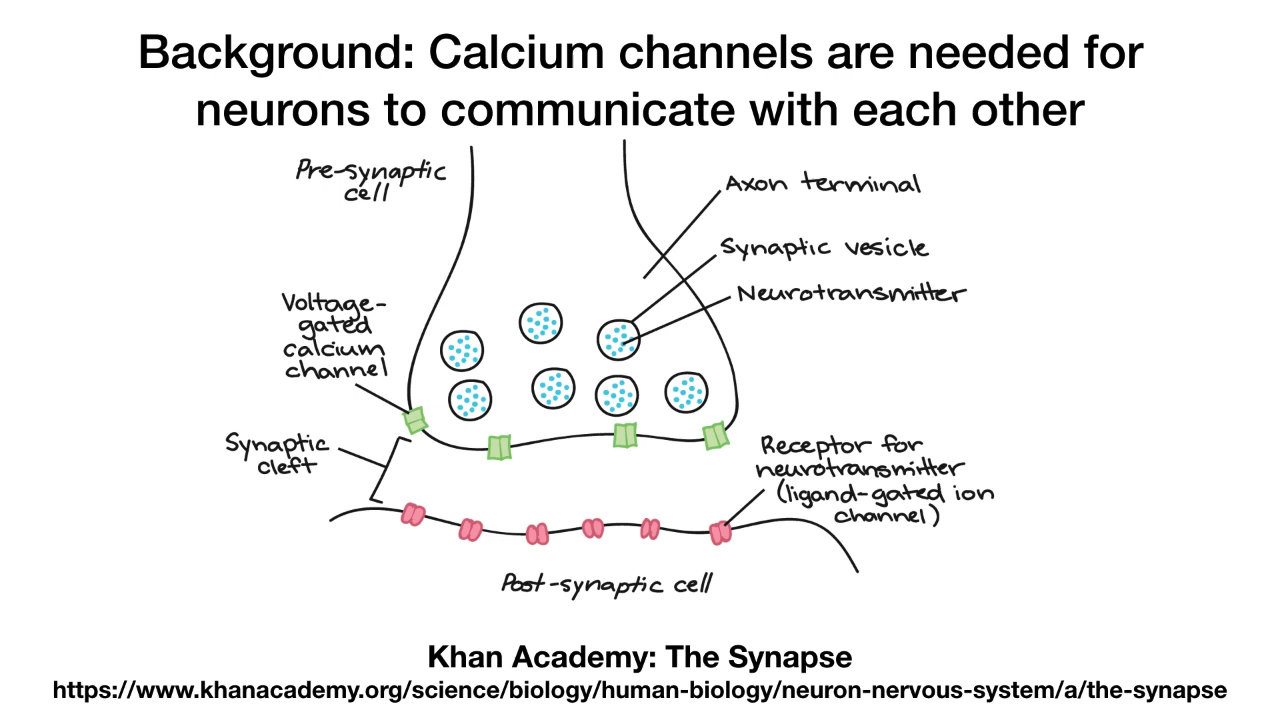 Background: Calcium channels are needed for
neurons to communicate with each other
Pre-synaptic
cell
Axon terminal
Synaptic vesicle
Neurotransmitter
Voltage-
gated
calcium
channel
Synaptic
cleft
Receptor for
neurotransmitter
(ligand-gated ion
channel)
Post-synaptic cell
Khan Academy: The Synapse
https://www.khanacademy.org/science/biology/human-biology/neuron-nervous-system/a/the-synapse